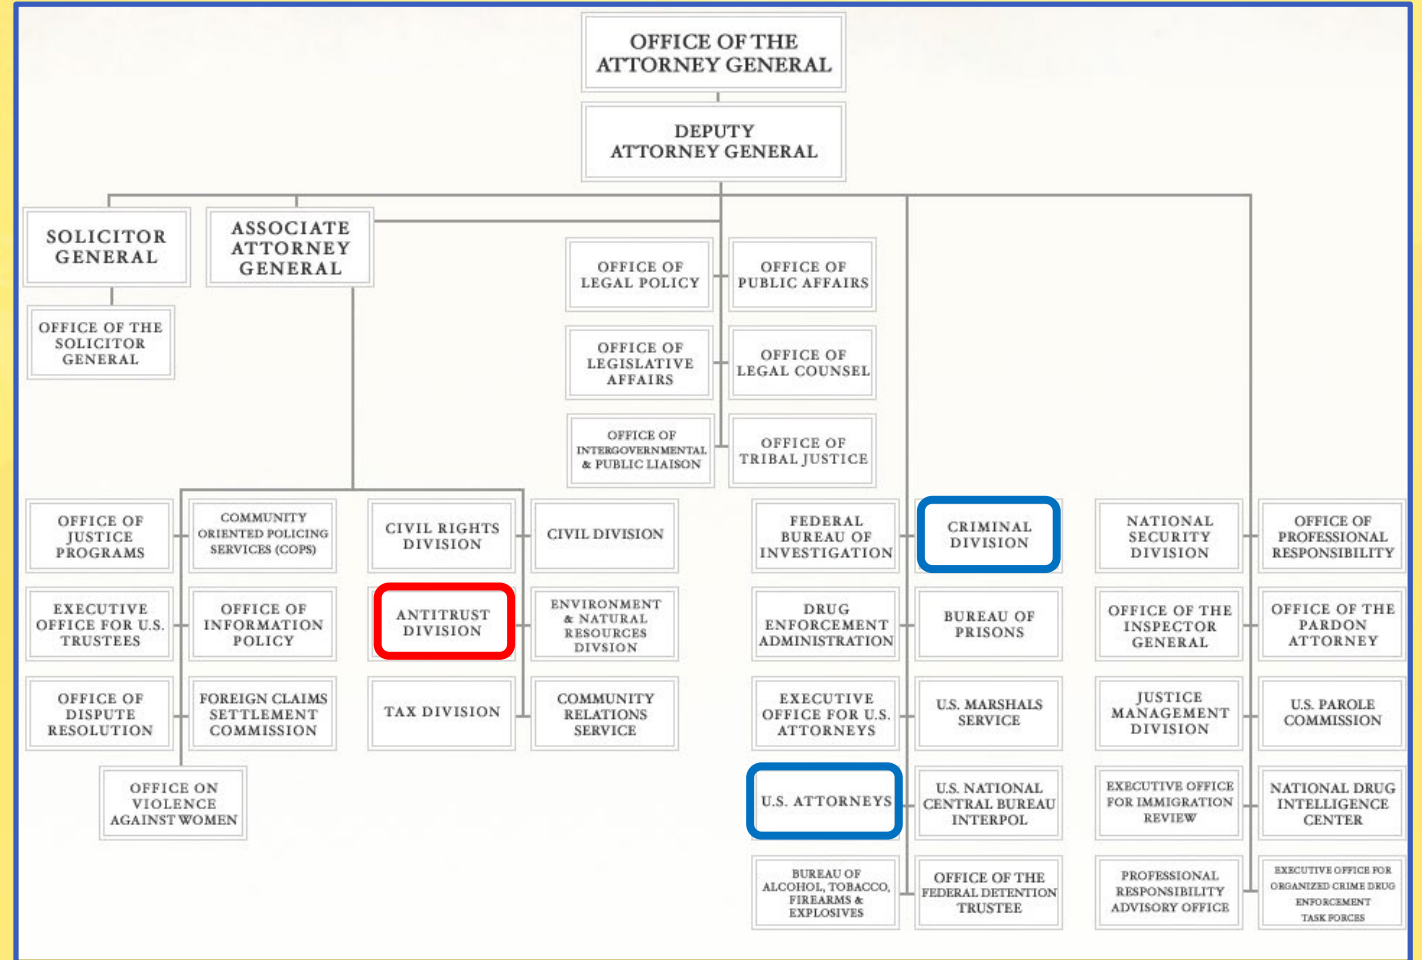 OFFICE OF THE
ATTORNEY GENERAL
DEPUTY
ATTORNEY GENERAL
SOLICITOR
GENERAL
ASSOCIATE
ATTORNEY
GENERAL
OFFICE OF THE
SOLICITOR
GENERAL
OFFICE OF
LEGAL POLICY
OFFICE OF
PUBLIC AFFAIRS
OFFICE OF
LEGISLATIVE
AFFAIRS
OFFICE OF
LEGAL COUNSEL
OFFICE OF
INTERGOVERNMENTAL
& PUBLIC LIAISON
OFFICE OF
TRIBAL JUSTICE
OFFICE OF
JUSTICE
PROGRAMS
COMMUNITY
ORIENTED POLICING
SERVICES (COPS)
CIVIL RIGHTS
DIVISION
CIVIL DIVISION
FEDERAL
BUREAU OF
INVESTIGATION
CRIMINAL
DIVISION
NATIONAL
SECURITY
DIVISION
OFFICE OF
PROFESSIONAL
RESPONSIBILITY
EXECUTIVE
OFFICE FOR U.S.
TRUSTEES
OFFICE OF
INFORMATION
POLICY
ANTITRUST
DIVISION
ENVIRONMENT
& NATURAL
RESOURCES
DIVSION
DRUG
ENFORCEMENT
ADMINISTRATION
BUREAU OF
PRISONS
OFFICE OF THE
INSPECTOR
GENERAL
OFFICE OF THE
PARDON
ATTORNEY
OFFICE OF
DISPUTE
RESOLUTION
FOREIGN CLAIMS
SETTLEMENT
COMMISSION
TAX DIVISION
COMMUNITY
RELATIONS
SERVICE
EXECUTIVE
OFFICE FOR U.S.
ATTORNEYS
U.S. MARSHALS
SERVICE
JUSTICE
MANAGEMENT
DIVISION
U.S. PAROLE
COMMISSION
OFFICE ON
VIOLENCE
AGAINST WOMEN
U.S. ATTORNEYS
U.S. NATIONAL
CENTRAL BUREAU
INTERPOL
EXECUTIVE OFFICE
FOR IMMIGRATION
REVIEW
NATIONAL DRUG
INTELLIGENCE
CENTER
BUREAU OF
ALCOHOL, TOBACCO,
FIREARMS &
EXPLOSIVES
OFFICE OF THE
FEDERAL DETENTION
TRUSTEE
PROFESSIONAL
RESPONSIBILITY
ADVISORY OFFICE
EXECUTIVE OFFICE FOR
ORGANIZED CRIME DRUG
ENFORCEMENT
TASK FORCES